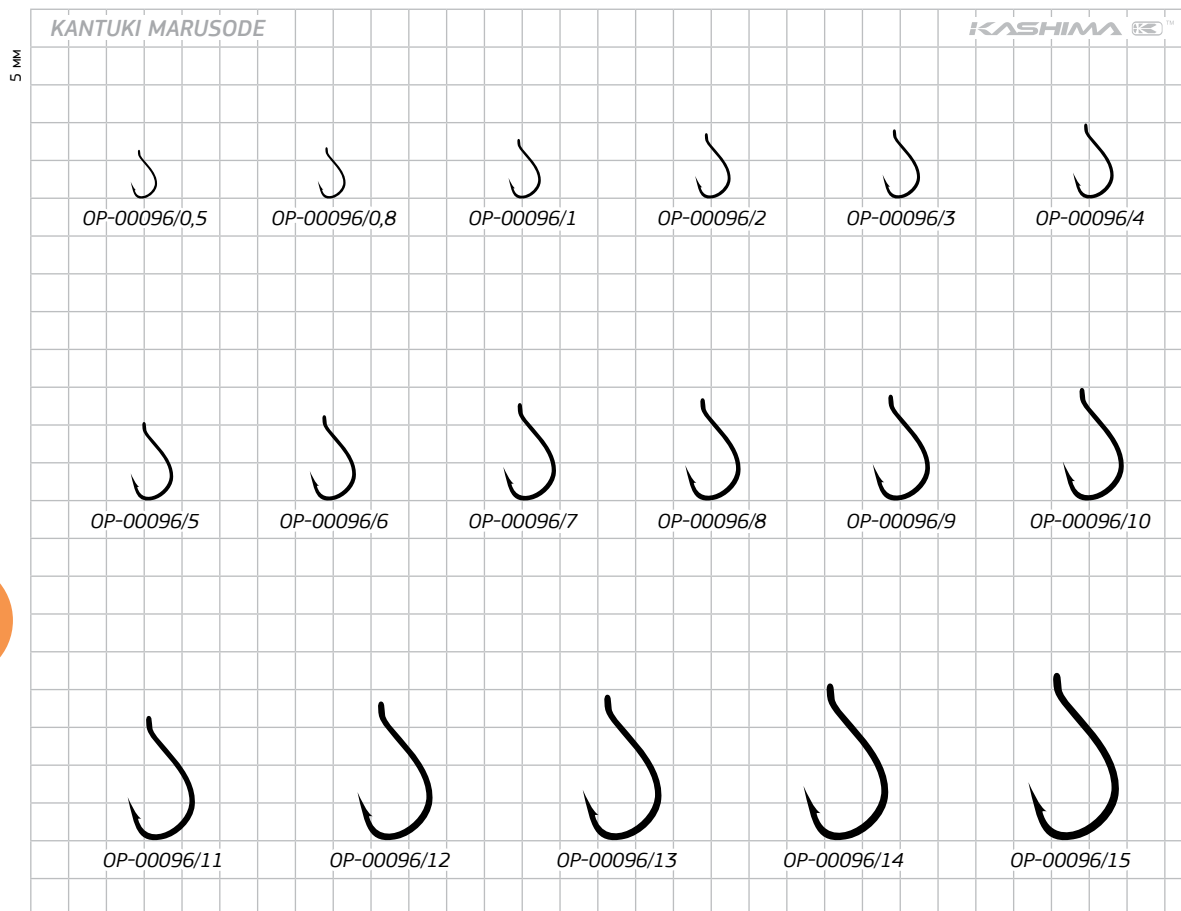 KANTUKI MARUSODE
KASHIMA K ™
5 мм
OP-00096/0,5
OP-00096/0,8
OP-00096/1
OP-00096/2
OP-00096/3
OP-00096/4
OP-00096/5
OP-00096/6
OP-00096/7
OP-00096/8
OP-00096/9
OP-00096/10
OP-00096/11
OP-00096/12
OP-00096/13
OP-00096/14
OP-00096/15